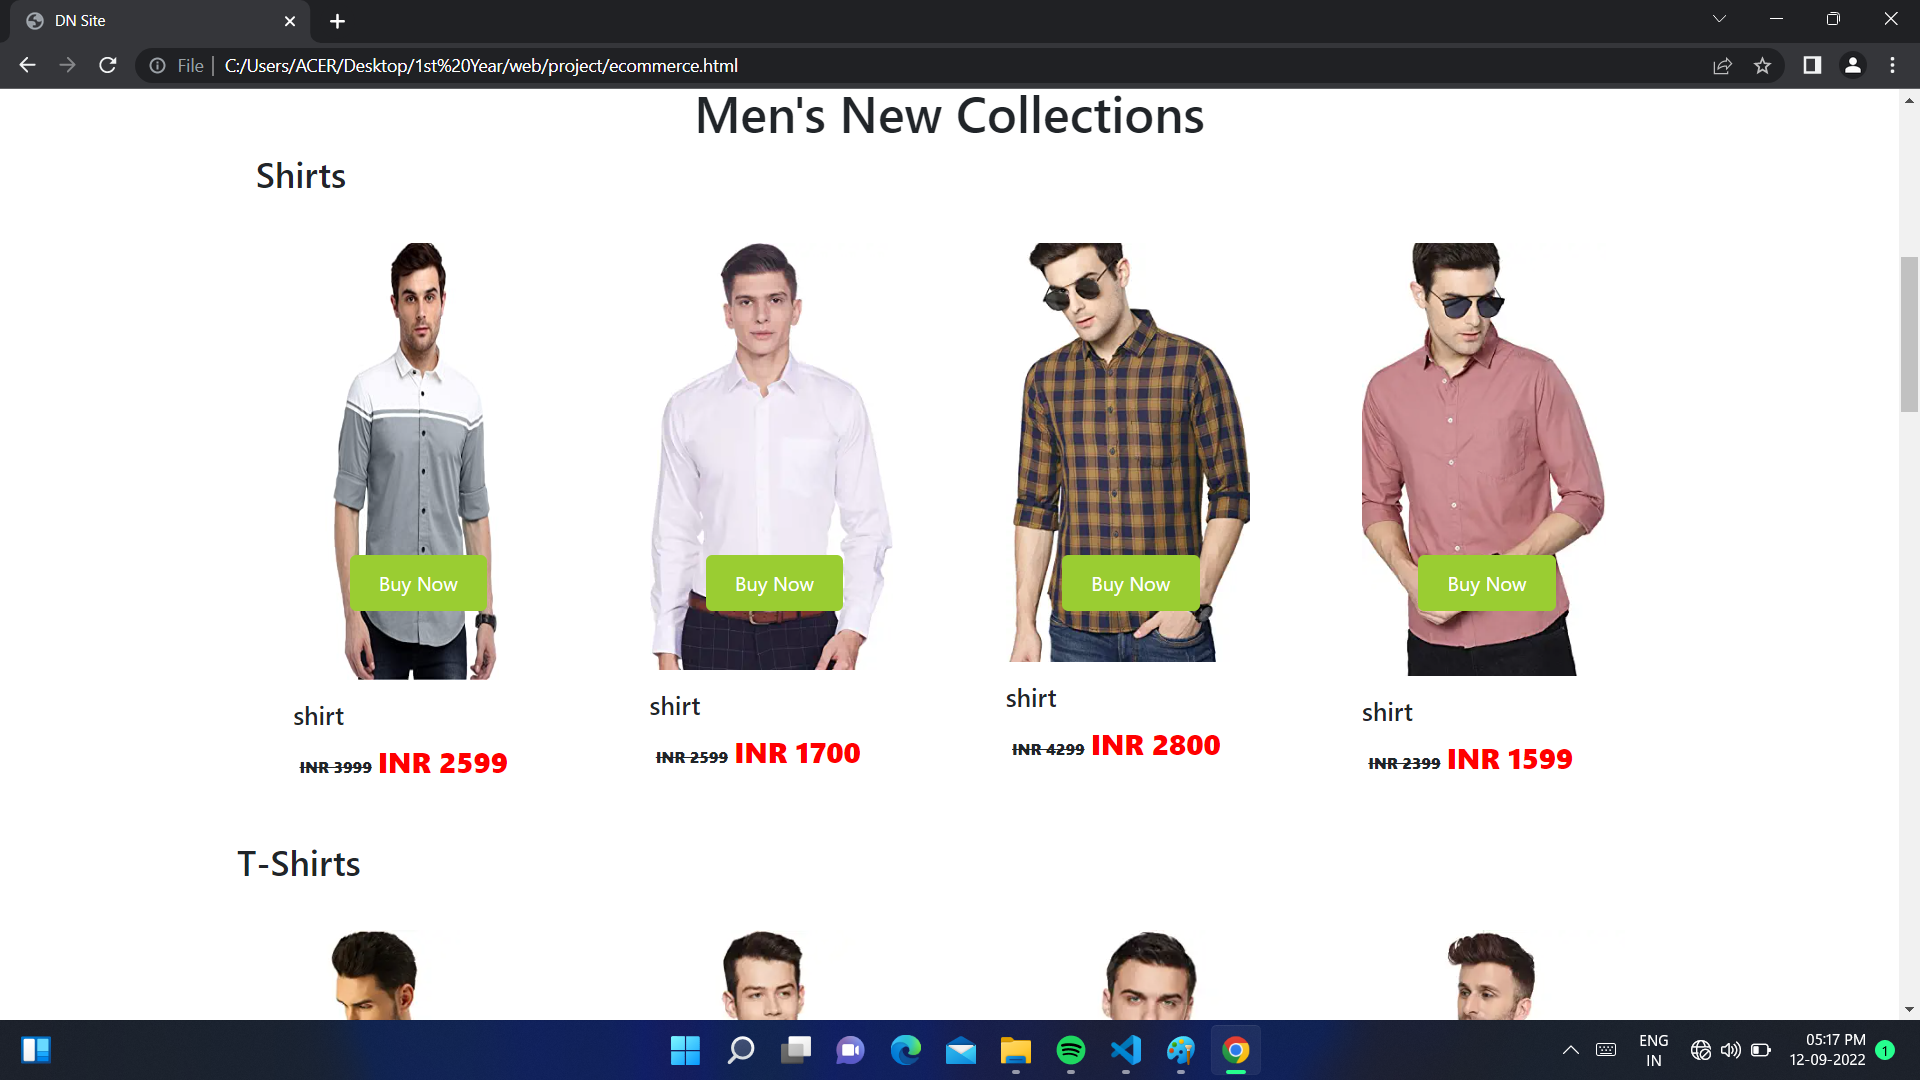 DN Site
File | C:/Users/ACER/Desktop/1st%20Year/web/project/ecommerce.html
Men's New Collections
Shirts
Buy Now Buy Now Buy Now Buy Now
shirt shirt shirt shirt
INR 3999 INR 2599 INR 2599 INR 1700 INR 4299 INR 2800 INR 2399 INR 1599
T-Shirts
ENG 05:17 PM
IN 12-09-2022 1